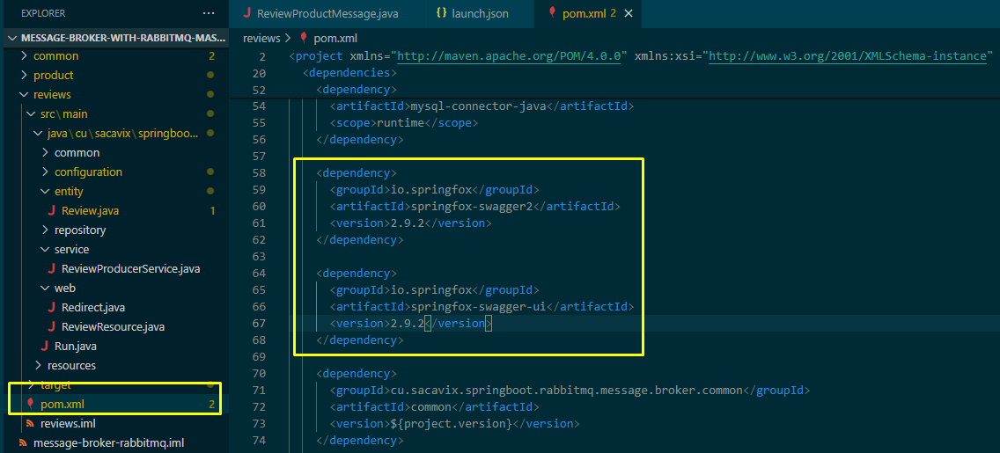 EXPLORER
···
MESSAGE-BROKER-WITH-RABBITMQ-MAS...
common 2
product
reviews
src\main
java\cu\sacavix\springboo...
common
configuration
entity
Review.java 1
repository
service
ReviewProducerService.java
web
Redirect.java
ReviewResource.java
Run.java
resources
target
pom.xml 2
reviews.iml
message-broker-rabbitmq.iml
ReviewProductMessage.java
launch.json
pom.xml 2
reviews > pom.xml
2 <project xmlns="http://maven.apache.org/POM/4.0.0" xmlns:xsi="http://www.w3.org/2001/XMLSchema-instance"
20 <dependencies>
52 <dependency>
54 <artifactId>mysql-connector-java</artifactId>
55 <scope>runtime</scope>
56 </dependency>
57
58 <dependency>
59 <groupId>io.springfox</groupId>
60 <artifactId>springfox-swagger2</artifactId>
61 <version>2.9.2</version>
62 </dependency>
63
64 <dependency>
65 <groupId>io.springfox</groupId>
66 <artifactId>springfox-swagger-ui</artifactId>
67 <version>2.9.2</version>
68 </dependency>
69
70 <dependency>
71 <groupId>cu.sacavix.springboot.rabbitmq.message.broker.common</groupId>
72 <artifactId>common</artifactId>
73 <version>${project.version}</version>
74 </dependency>